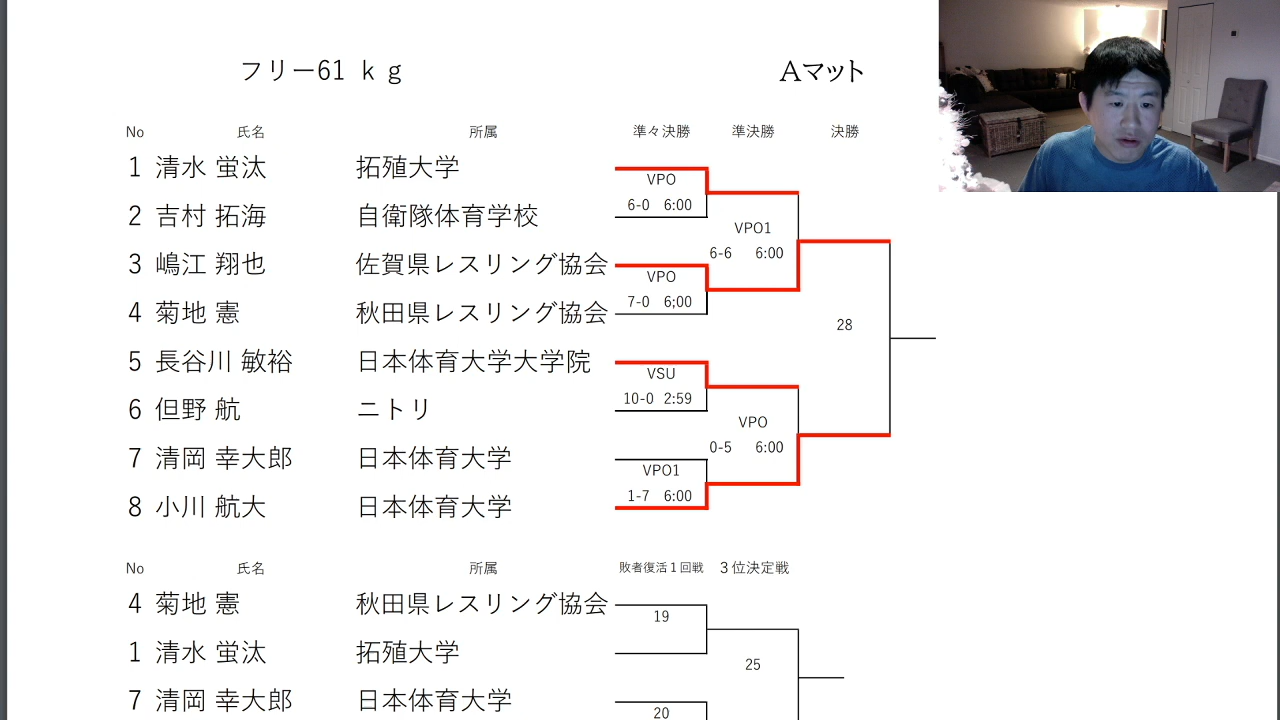 フリー61 ｋｇ Aマット
No 氏名 所属 準々決勝 準決勝 決勝
1 清水 蛍汰 拓殖大学
VPO
6-0 6:00
2 吉村 拓海 自衛隊体育学校
VPO1
6-6 6:00
3 嶋江 翔也 佐賀県レスリング協会
VPO
7-0 6;00
4 菊地 憲 秋田県レスリング協会
28
5 長谷川 敏裕 日本体育大学大学院
VSU
10-0 2:59
6 但野 航 ニトリ
VPO
0-5 6:00
7 清岡 幸大郎 日本体育大学
VPO1
1-7 6:00
8 小川 航大 日本体育大学
No 氏名 所属 敗者復活１回戦 ３位決定戦
4 菊地 憲 秋田県レスリング協会
19
1 清水 蛍汰 拓殖大学
25
7 清岡 幸大郎 日本体育大学
20